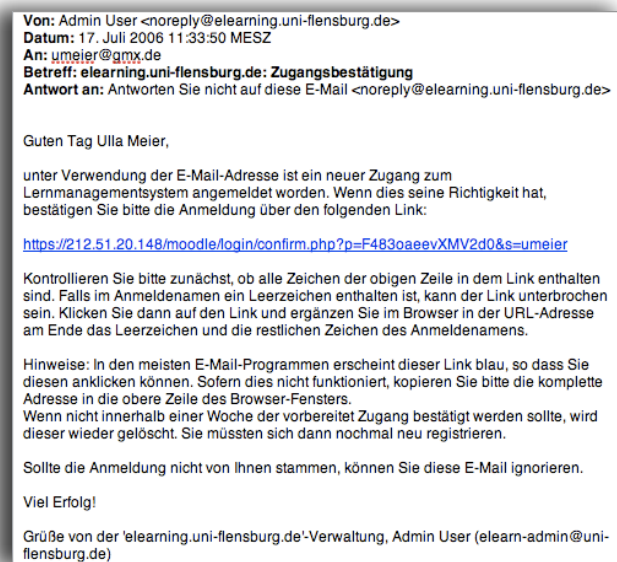 Von: Admin User <noreply@elearning.uni-flensburg.de>
Datum: 17. Juli 2006 11:33:50 MESZ
An: umeier@gmx.de
Betreff: elearning.uni-flensburg.de: Zugangsbestätigung
Antwort an: Antworten Sie nicht auf diese E-Mail <noreply@elearning.uni-flensburg.de>
Guten Tag Ulla Meier,
unter Verwendung der E-Mail-Adresse ist ein neuer Zugang zum
Lernmanagementsystem angemeldet worden. Wenn dies seine Richtigkeit hat,
bestätigen Sie bitte die Anmeldung über den folgenden Link:
https://212.51.20.148/moodle/login/confirm.php?p=F483oaeevXMV2d0&s=umeier
Kontrollieren Sie bitte zunächst, ob alle Zeichen der obigen Zeile in dem Link enthalten
sind. Falls im Anmeldenamen ein Leerzeichen enthalten ist, kann der Link unterbrochen
sein. Klicken Sie dann auf den Link und ergänzen Sie im Browser in der URL-Adresse
am Ende das Leerzeichen und die restlichen Zeichen des Anmeldenamens.
Hinweise: In den meisten E-Mail-Programmen erscheint dieser Link blau, so dass Sie
diesen anklicken können. Sofern dies nicht funktioniert, kopieren Sie bitte die komplette
Adresse in die obere Zeile des Browser-Fensters.
Wenn nicht innerhalb einer Woche der vorbereitet Zugang bestätigt werden sollte, wird
dieser wieder gelöscht. Sie müssten sich dann nochmal neu registrieren.
Sollte die Anmeldung nicht von Ihnen stammen, können Sie diese E-Mail ignorieren.
Viel Erfolg!
Grüße von der 'elearning.uni-flensburg.de'-Verwaltung, Admin User (elearn-admin@uni-
flensburg.de)